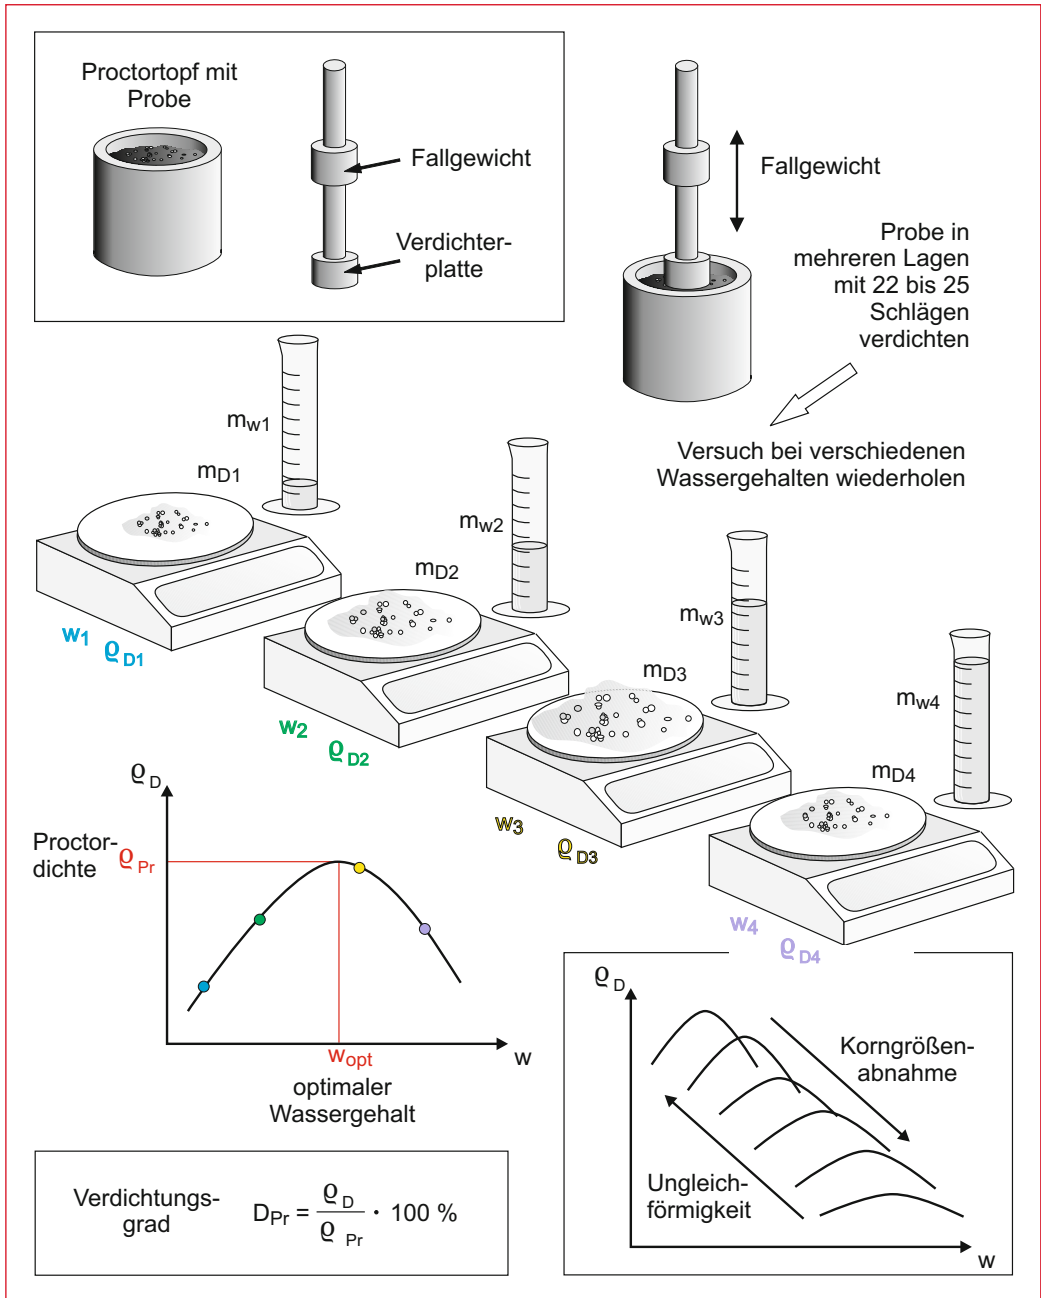 Proctortopf mit
Probe
Fallgewicht
Verdichter-
platte
Fallgewicht
Probe in
mehreren Lagen
mit 22 bis 25
Schlägen
verdichten
Versuch bei verschiedenen
Wassergehalten wiederholen
mw1
mD1
w1
ϱD1
mw2
mD2
w2
ϱD2
mw3
mD3
w3
ϱD3
mw4
mD4
w4
ϱD4
ϱD
Proctor-
dichte
ϱPr
wopt
w
optimaler
Wassergehalt
ϱD
Korngrößen-
abnahme
Ungleich-
förmigkeit
w
Verdichtungs-
grad
DPr = ϱD / ϱPr · 100 %